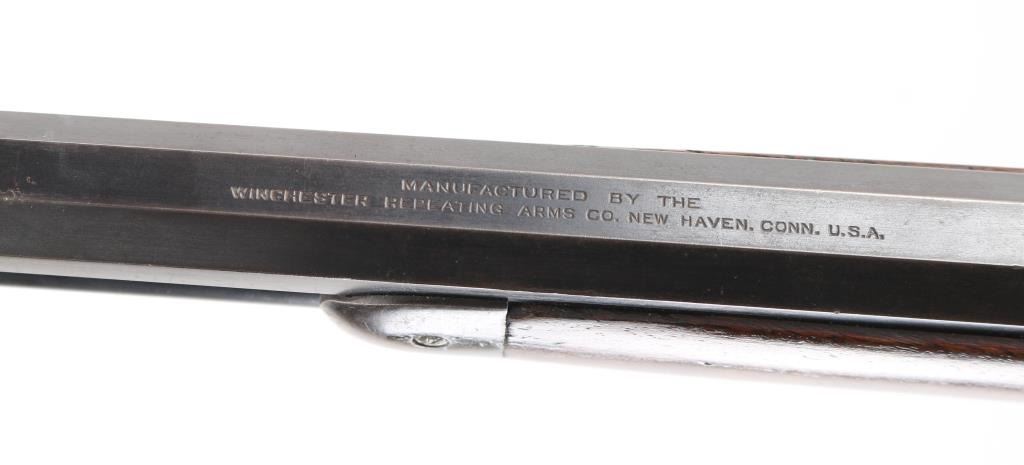 MANUFACTURED BY THE
WINCHESTER REPEATING ARMS CO. NEW HAVEN. CONN. U.S.A.